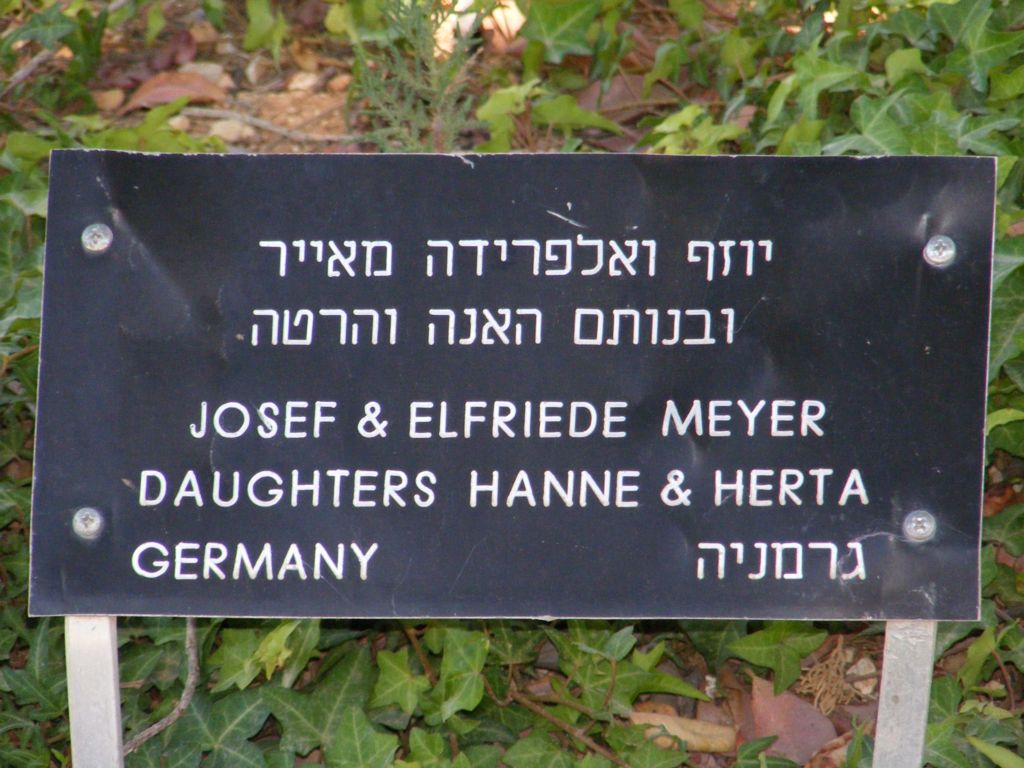 יוזף ואלפרידה מאייר
ובנותם האנה והרטה
JOSEF & ELFRIEDE MEYER
DAUGHTERS HANNE & HERTA
GERMANY גרמניה